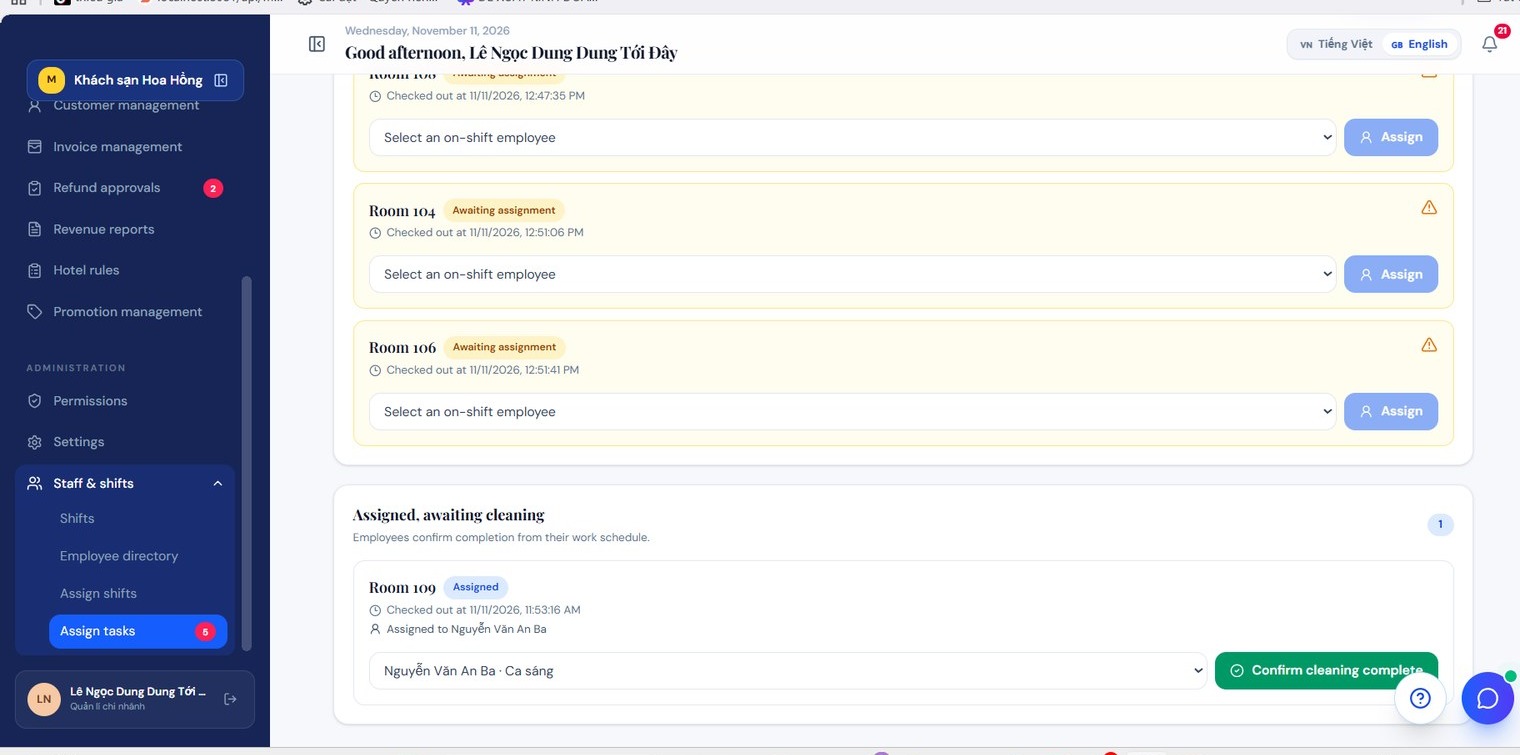 Wednesday, November 11, 2026
Good afternoon, Lê Ngọc Dung Dung Tới Đây
VN Tiếng Việt
GB English
21
M
Khách sạn Hoa Hồng
Customer management
Invoice management
Refund approvals
2
Revenue reports
Hotel rules
Promotion management
ADMINISTRATION
Permissions
Settings
Staff & shifts
Shifts
Employee directory
Assign shifts
Assign tasks
5
LN
Lê Ngọc Dung Dung Tới ...
Quản lí chi nhánh
Room 108
Awaiting assignment
Checked out at 11/11/2026, 12:47:35 PM
Select an on-shift employee
Assign
Room 104
Awaiting assignment
Checked out at 11/11/2026, 12:51:06 PM
Select an on-shift employee
Assign
Room 106
Awaiting assignment
Checked out at 11/11/2026, 12:51:41 PM
Select an on-shift employee
Assign
Assigned, awaiting cleaning
1
Employees confirm completion from their work schedule.
Room 109
Assigned
Checked out at 11/11/2026, 11:53:16 AM
Assigned to Nguyễn Văn An Ba
Nguyễn Văn An Ba · Ca sáng
Confirm cleaning complete